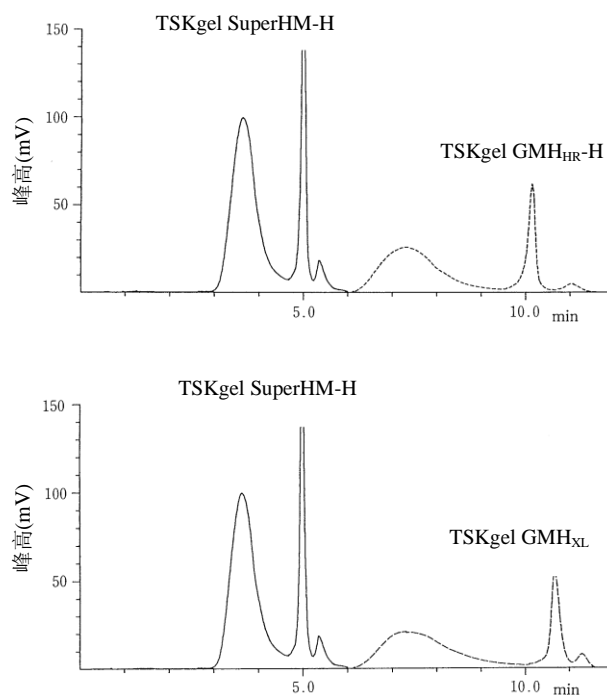 TSKgel SuperHM-H
150
100
50
峰高(mV)
TSKgel GMHHR-H
5.0
10.0
min
TSKgel SuperHM-H
150
100
50
峰高(mV)
TSKgel GMHXL
5.0
10.0
min